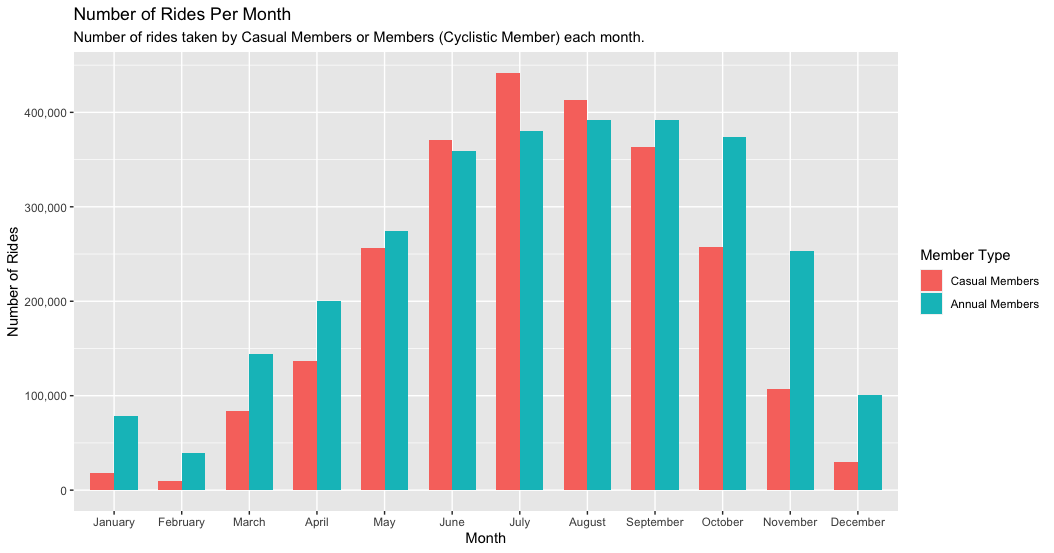 Number of Rides Per Month
Number of rides taken by Casual Members or Members (Cyclistic Member) each month.
Number of Rides
400,000
300,000
200,000
100,000
0
January February March April May June July August September October November December
Month
Member Type
Casual Members
Annual Members